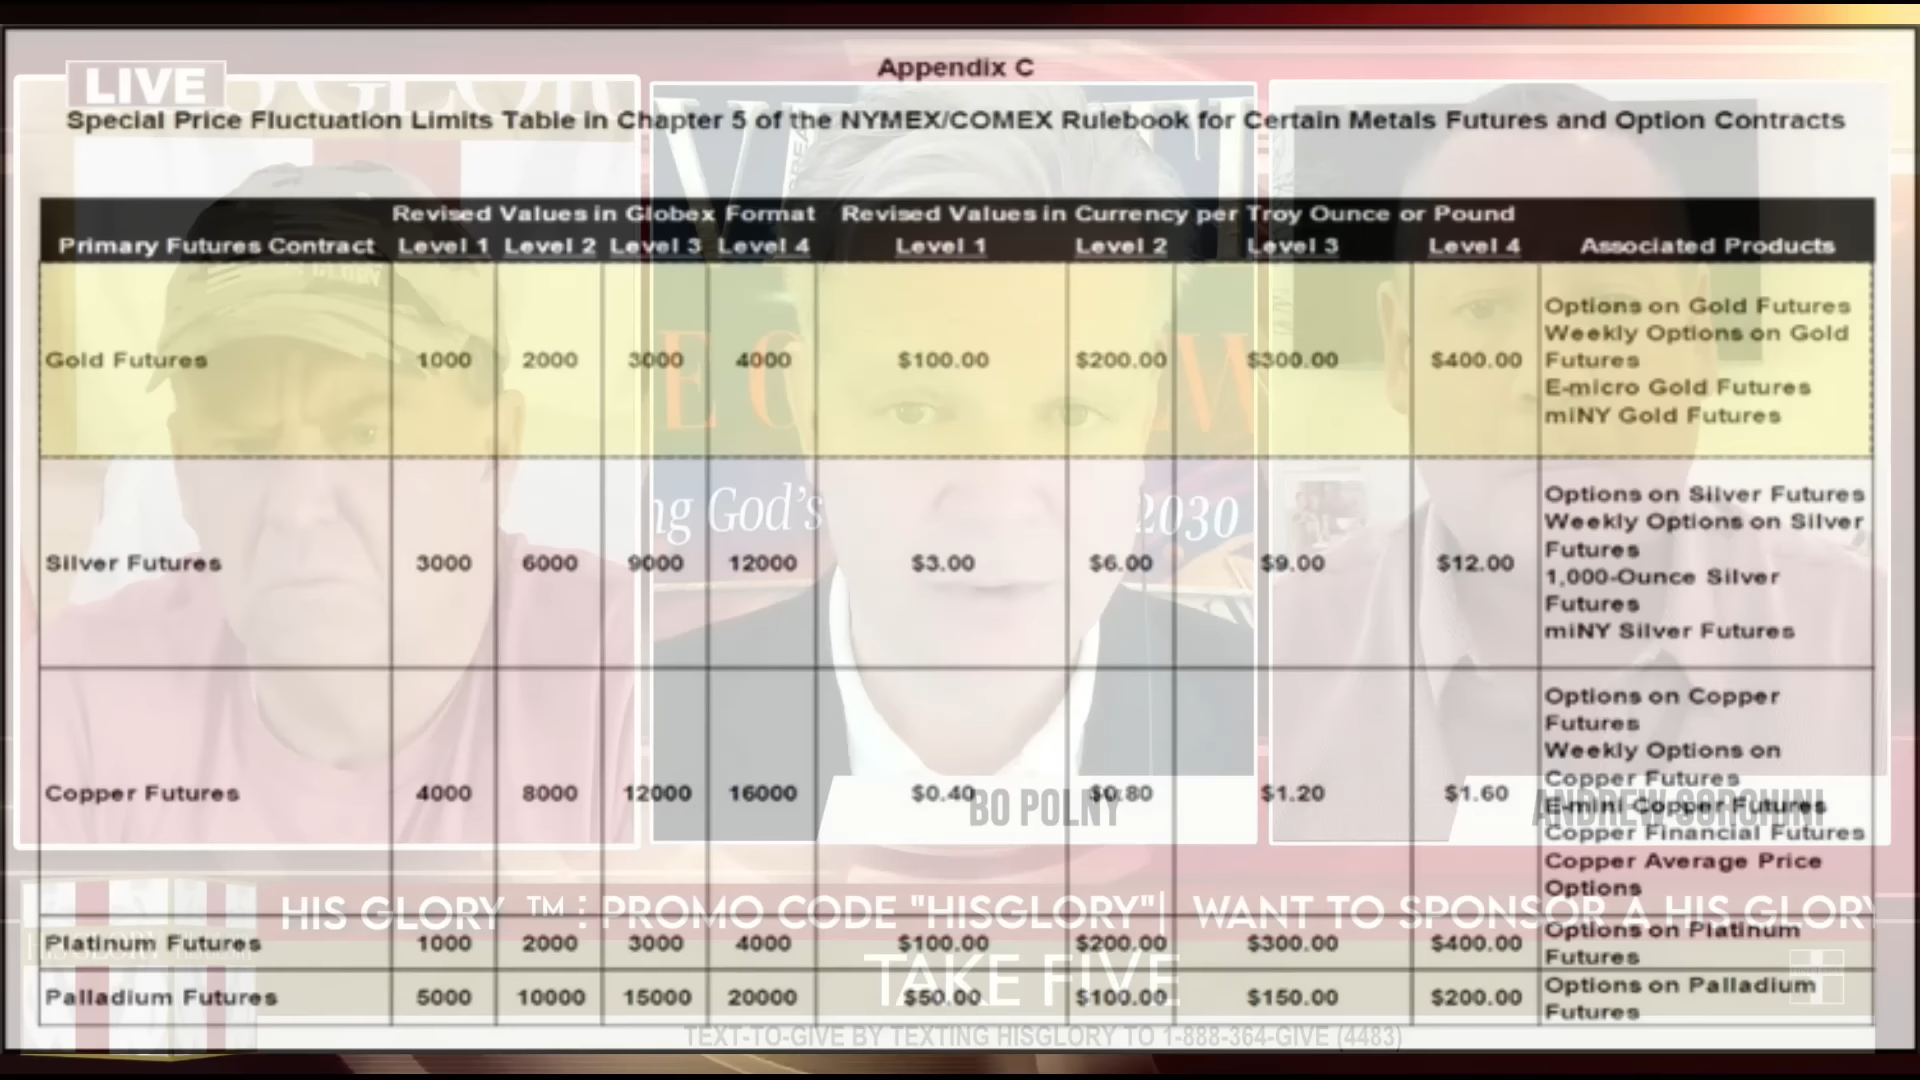 Appendix C
LIVE
Special Price Fluctuation Limits Table in Chapter 5 of the NYMEX/COMEX Rulebook for Certain Metals Futures and Option Contracts
Revised Values in Globex Format Revised Values in Currency per Troy Ounce or Pound
Primary Futures Contract Level 1 Level 2 Level 3 Level 4 Level 1 Level 2 Level 3 Level 4 Associated Products
Options on Gold Futures
Weekly Options on Gold
Gold Futures 1000 2000 3000 4000 $100.00 $200.00 $300.00 $400.00 Futures
E-micro Gold Futures
miNY Gold Futures
Options on Silver Futures
ng God's 2030
Weekly Options on Silver
Futures
Silver Futures 3000 6000 9000 12000 $3.00 $6.00 $9.00 $12.00
1,000-Ounce Silver
Futures
miNY Silver Futures
Options on Copper
Futures
Weekly Options on
Copper Futures
Copper Futures 4000 8000 12000 16000 $0.40 $0.80 $1.20 $1.60
E-mini Copper Futures
BO POLNY ANDREW SORCHINI
Copper Financial Futures
Copper Average Price
Options
HIS GLORY ™ : PROMO CODE "HISGLORY"| WANT TO SPONSOR A HIS GLORY
Options on Platinum
Platinum Futures 1000 2000 3000 4000 $100.00 $200.00 $300.00 $400.00 Futures
TAKE FIVE
Options on Palladium
Palladium Futures 5000 10000 15000 20000 $50.00 $100.00 $150.00 $200.00 Futures
TEXT-TO-GIVE BY TEXTING HISGLORY TO 1-888-364-GIVE (4483)